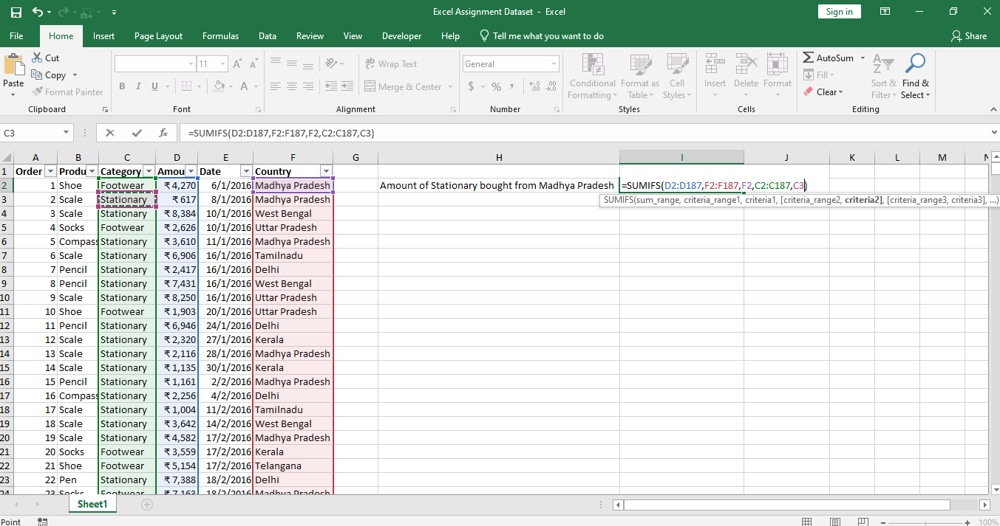 Excel Assignment Dataset - Excel
Sign in
File Home Insert Page Layout Formulas Data Review View Developer Help Tell me what you want to do Share
Paste
Cut
Copy
Format Painter
Clipboard
11
B I U
Font
Wrap Text
Merge & Center
Alignment
General
$ % ,
Number
Conditional Formatting
Format as Table
Cell Styles
Styles
Insert Delete Format
Cells
AutoSum
Fill
Clear
Sort & Filter
Find & Select
Editing
C3 fx =SUMIFS(D2:D187,F2:F187,F2,C2:C187,C3)
A B C D E F G H I J K L M N
1 Order Produ Category Amou Date Country
2 1 Shoe Footwear ₹ 4,270 6/1/2016 Madhya Pradesh Amount of Stationary bought from Madhya Pradesh =SUMIFS(D2:D187,F2:F187,F2,C2:C187,C3)
SUMIFS(sum_range, criteria_range1, criteria1, [criteria_range2, criteria2], [criteria_range3, criteria3], ...)
3 2 Scale Stationary ₹ 617 8/1/2016 Madhya Pradesh
4 3 Scale Stationary ₹ 8,384 10/1/2016 West Bengal
5 4 Socks Footwear ₹ 2,626 10/1/2016 Uttar Pradesh
6 5 Compass Stationary ₹ 3,610 11/1/2016 Madhya Pradesh
7 6 Scale Stationary ₹ 6,906 16/1/2016 Tamilnadu
8 7 Pencil Stationary ₹ 2,417 16/1/2016 Delhi
9 8 Pencil Stationary ₹ 7,431 16/1/2016 West Bengal
10 9 Scale Stationary ₹ 8,250 16/1/2016 Uttar Pradesh
11 10 Shoe Footwear ₹ 1,903 20/1/2016 Uttar Pradesh
12 11 Pencil Stationary ₹ 6,946 24/1/2016 Delhi
13 12 Scale Stationary ₹ 2,320 27/1/2016 Kerala
14 13 Scale Stationary ₹ 2,116 28/1/2016 Madhya Pradesh
15 14 Scale Stationary ₹ 1,135 30/1/2016 Kerala
16 15 Pencil Stationary ₹ 1,161 2/2/2016 Madhya Pradesh
17 16 Compass Stationary ₹ 2,256 4/2/2016 Delhi
18 17 Scale Stationary ₹ 1,004 11/2/2016 Tamilnadu
19 18 Scale Stationary ₹ 3,642 14/2/2016 West Bengal
20 19 Scale Stationary ₹ 4,582 17/2/2016 Madhya Pradesh
21 20 Socks Footwear ₹ 3,559 17/2/2016 Kerala
22 21 Shoe Footwear ₹ 5,154 17/2/2016 Telangana
23 22 Pen Stationary ₹ 7,388 18/2/2016 Delhi
24 23 Socks Footwear ₹ 7,163 18/2/2016 Madhya Pradesh
Sheet1
Point
100%